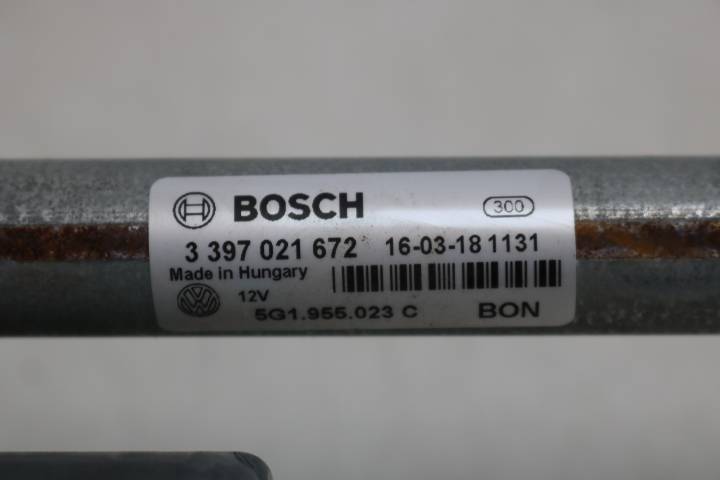 BOSCH 300
3 397 021 672 16-03-18 1131
Made in Hungary
12V
5G1.955.023 C BON